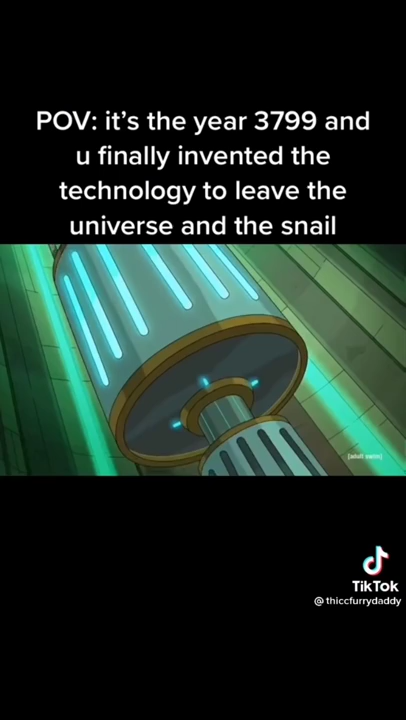 POV: it's the year 3799 and
u finally invented the
technology to leave the
universe and the snail
[adult swim]
TikTok
@thiccfurrydaddy